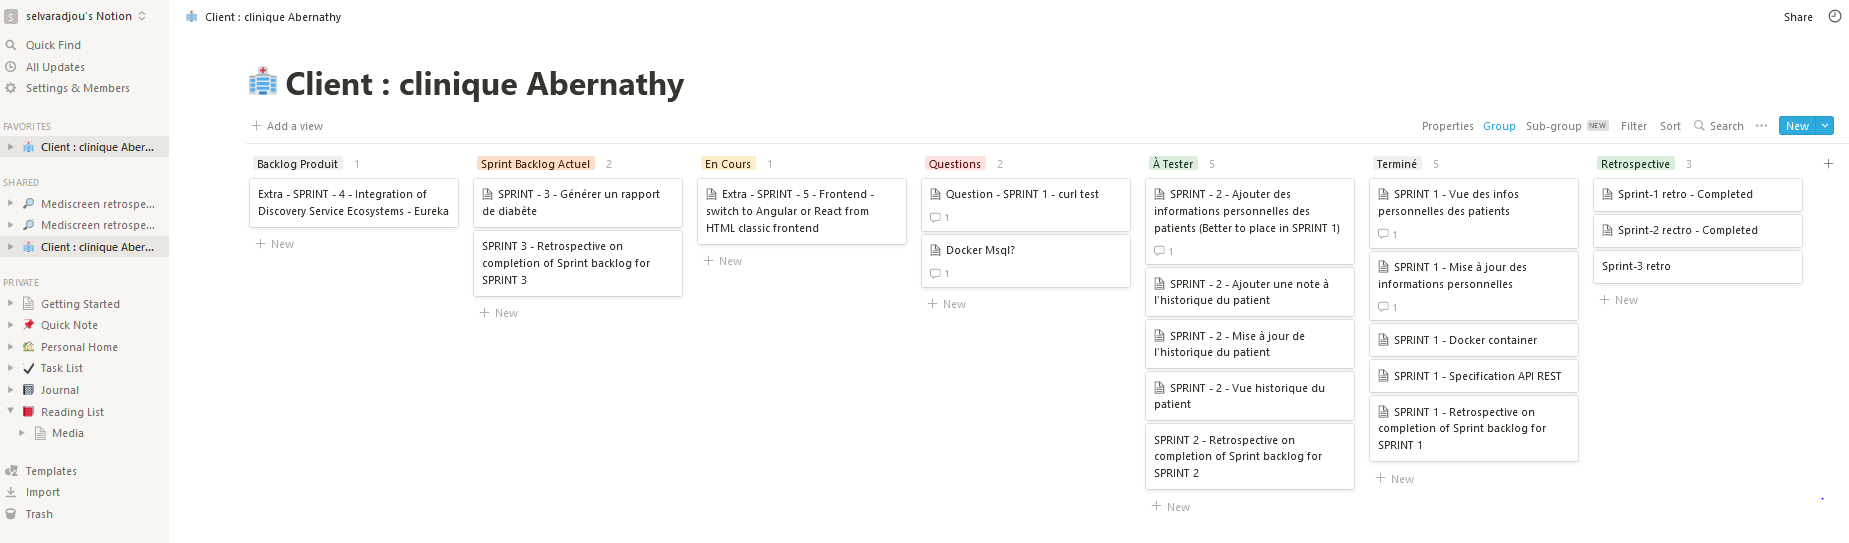 S selvaradjou's Notion
Quick Find
All Updates
Settings & Members
FAVORITES
Client : clinique Aber...
SHARED
Mediscreen retrospe...
Mediscreen retrospe...
Client : clinique Aber...
PRIVATE
Getting Started
Quick Note
Personal Home
Task List
Journal
Reading List
Media
Templates
Import
Trash
Client : clinique Abernathy
Share
Client : clinique Abernathy
Add a view
Properties Group Sub-group NEW Filter Sort Search ... New
Backlog Produit 1
Extra - SPRINT - 4 - Integration of
Discovery Service Ecosystems - Eureka
+ New
Sprint Backlog Actuel 2
SPRINT - 3 - Générer un rapport
de diabète
SPRINT 3 - Retrospective on
completion of Sprint backlog for
SPRINT 3
+ New
En Cours 1
Extra - SPRINT - 5 - Frontend -
switch to Angular or React from
HTML classic frontend
+ New
Questions 2
Question - SPRINT 1 - curl test
1
Docker Msql?
1
+ New
À Tester 5
SPRINT - 2 - Ajouter des
informations personnelles des
patients (Better to place in SPRINT 1)
1
SPRINT - 2 - Ajouter une note à
l'historique du patient
SPRINT - 2 - Mise à jour de
l'historique du patient
SPRINT - 2 - Vue historique du
patient
SPRINT 2 - Retrospective on
completion of Sprint backlog for
SPRINT 2
+ New
Terminé 5
SPRINT 1 - Vue des infos
personnelles des patients
1
SPRINT 1 - Mise à jour des
informations personnelles
1
SPRINT 1 - Docker container
SPRINT 1 - Specification API REST
SPRINT 1 - Retrospective on
completion of Sprint backlog for
SPRINT 1
+ New
Retrospective 3
Sprint-1 retro - Completed
Sprint-2 rectro - Completed
Sprint-3 retro
+ New